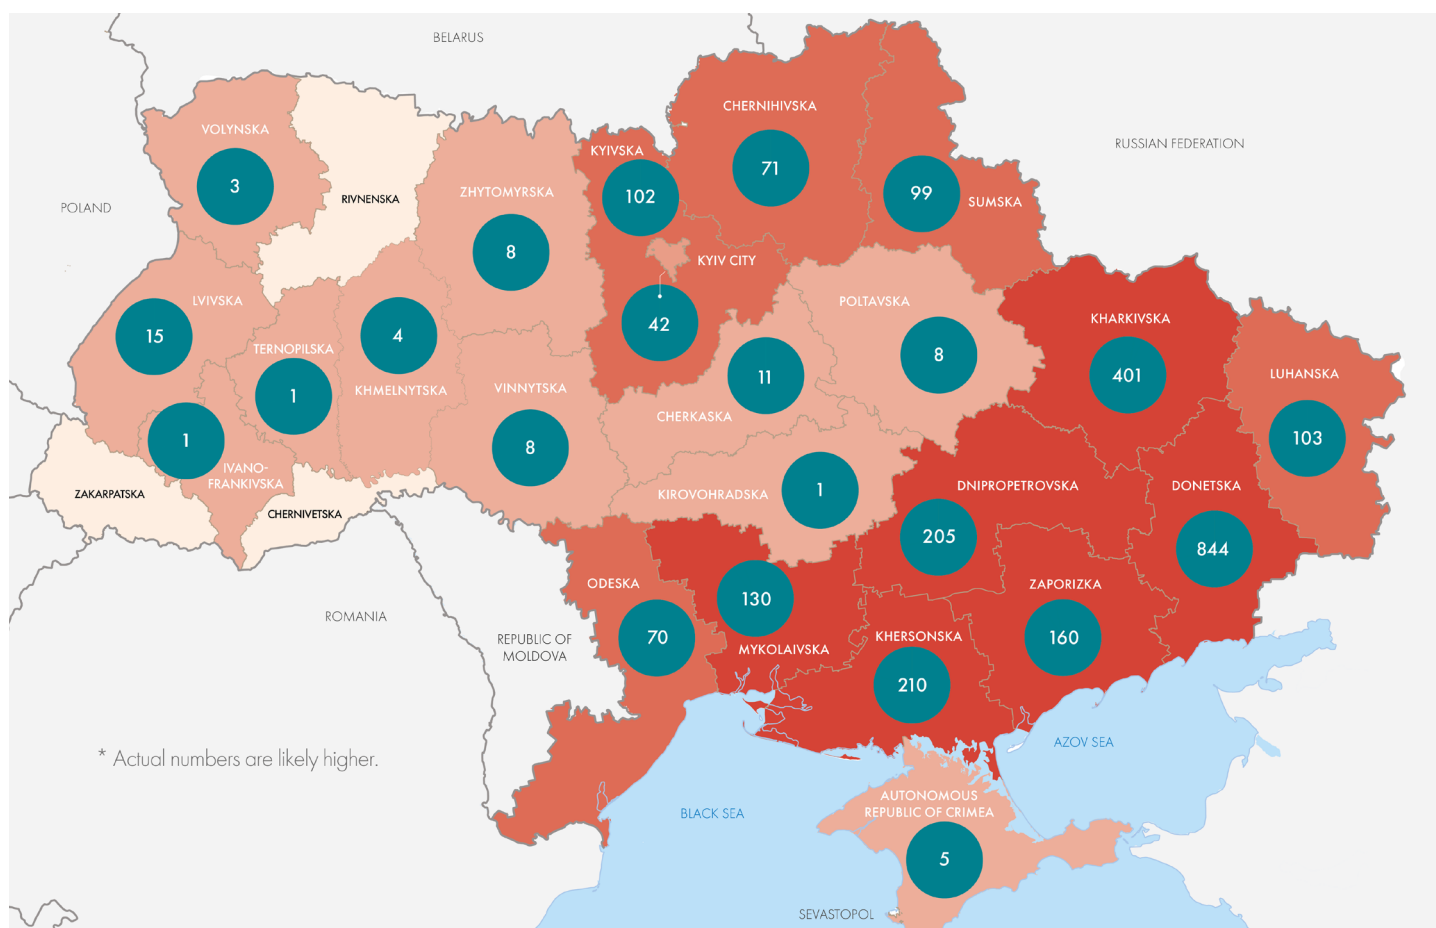 BELARUS
CHERNIHIVSKA
71
RUSSIAN FEDERATION
VOLYNSKA
3
KYIVSKA
102
ZHYTOMYRSKA
8
RIVNENSKA
99
SUMSKA
POLAND
KYIV CITY
42
LVIVSKA
15
POLTAVSKA
8
KHARKIVSKA
401
TERNOPILSKA
1
4
KHMELNYTSKA
VINNYTSKA
8
11
CHERKASKA
LUHANSKA
103
1
IVANO-
FRANKIVSKA
ZAKARPATSKA
CHERNIVETSKA
KIROVOHRADSKA
1
DNIPROPETROVSKA
205
DONETSKA
844
ODESKA
70
130
MYKOLAIVSKA
ZAPORIZKA
160
KHERSONSKA
210
ROMANIA
REPUBLIC OF
MOLDOVA
* Actual numbers are likely higher.
AZOV SEA
BLACK SEA
AUTONOMOUS
REPUBLIC OF CRIMEA
5
SEVASTOPOL